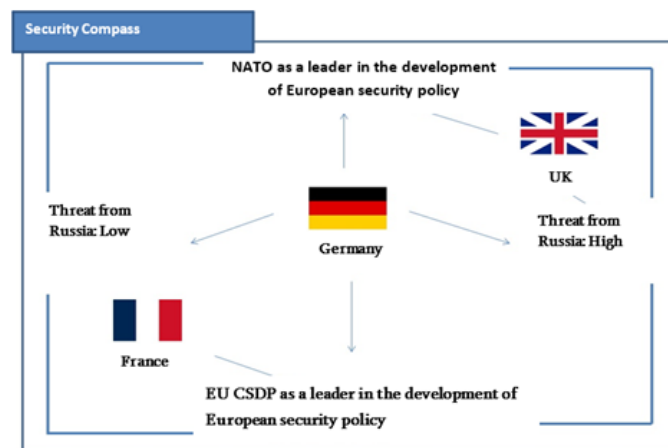 Security Compass
NATO as a leader in the development
of European security policy
UK
Threat from
Russia: Low
Germany
Threat from
Russia: High
France
EU CSDP as a leader in the development of
European security policy